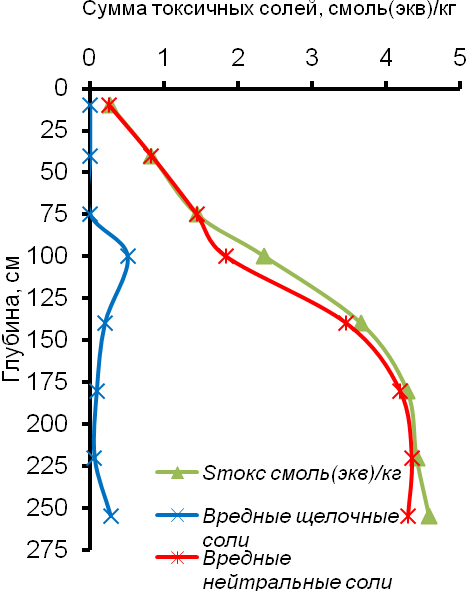 Сумма токсичных солей, смоль(экв)/кг
0 1 2 3 4 5
0
25
50
75
100
125
150
175
200
225
250
275
Глубина, см
Sтокс смоль(экв)/кг
Вредные щелочные
соли
Вредные
нейтральные соли